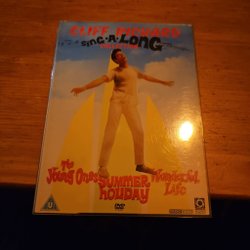 CLIFF RICHARD
SING-A-LONG
The
Young Ones
SUMMER
HOLIDAY
Wonderful
Life
U
DVD